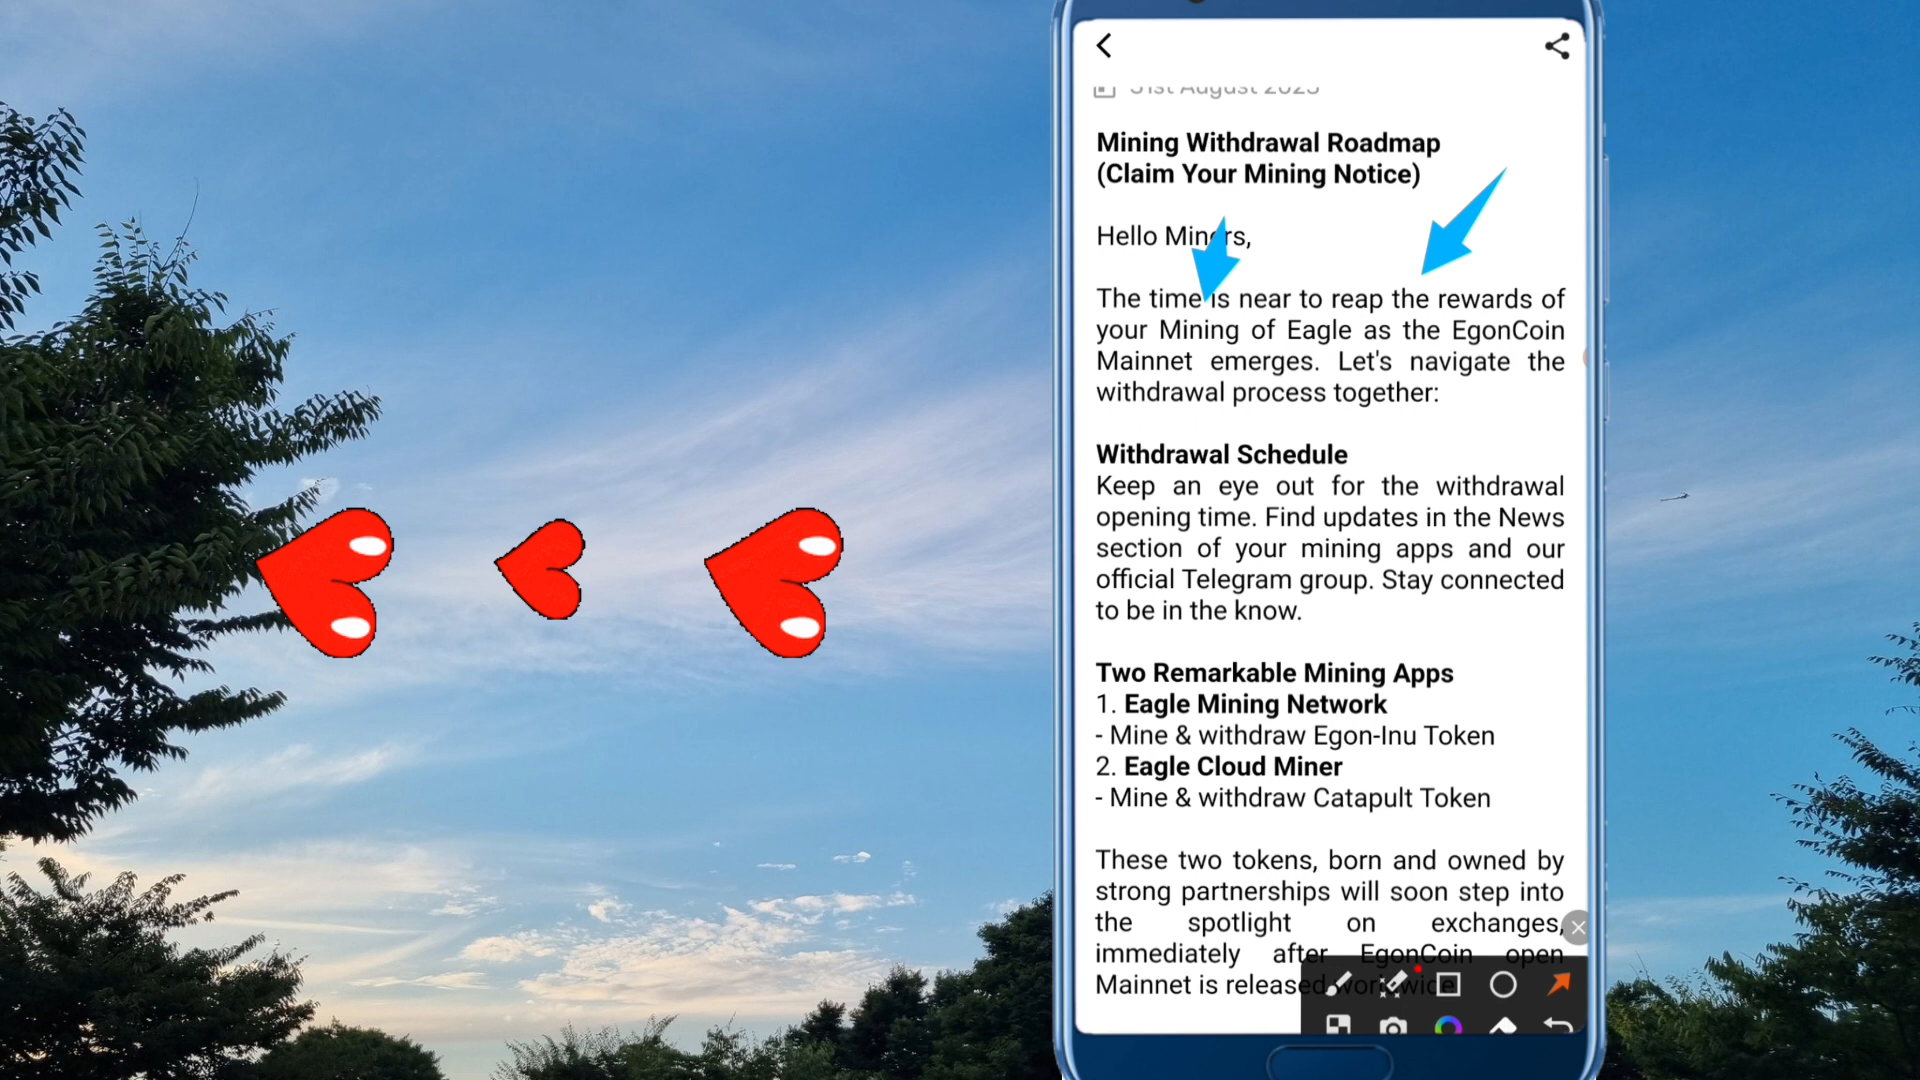 31st August 2023
Mining Withdrawal Roadmap
(Claim Your Mining Notice)
Hello Miners,
The time is near to reap the rewards of
your Mining of Eagle as the EgonCoin
Mainnet emerges. Let's navigate the
withdrawal process together:
Withdrawal Schedule
Keep an eye out for the withdrawal
opening time. Find updates in the News
section of your mining apps and our
official Telegram group. Stay connected
to be in the know.
Two Remarkable Mining Apps
1. Eagle Mining Network
- Mine & withdraw Egon-Inu Token
2. Eagle Cloud Miner
- Mine & withdraw Catapult Token
These two tokens, born and owned by
strong partnerships will soon step into
the spotlight on exchanges,
immediately after EgonCoin open
Mainnet is released worldwide